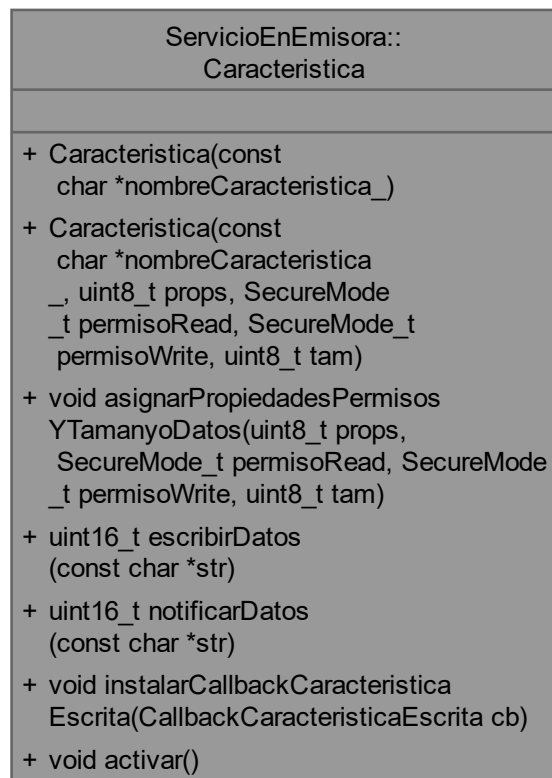 ServicioEnEmisora::
Caracteristica
+ Caracteristica(const
char *nombreCaracteristica_)
+ Caracteristica(const
char *nombreCaracteristica
_, uint8_t props, SecureMode
_t permisoRead, SecureMode_t
permisoWrite, uint8_t tam)
+ void asignarPropiedadesPermisos
YTamanyoDatos(uint8_t props,
SecureMode_t permisoRead, SecureMode
_t permisoWrite, uint8_t tam)
+ uint16_t escribirDatos
(const char *str)
+ uint16_t notificarDatos
(const char *str)
+ void instalarCallbackCaracteristica
Escrita(CallbackCaracteristicaEscrita cb)
+ void activar()